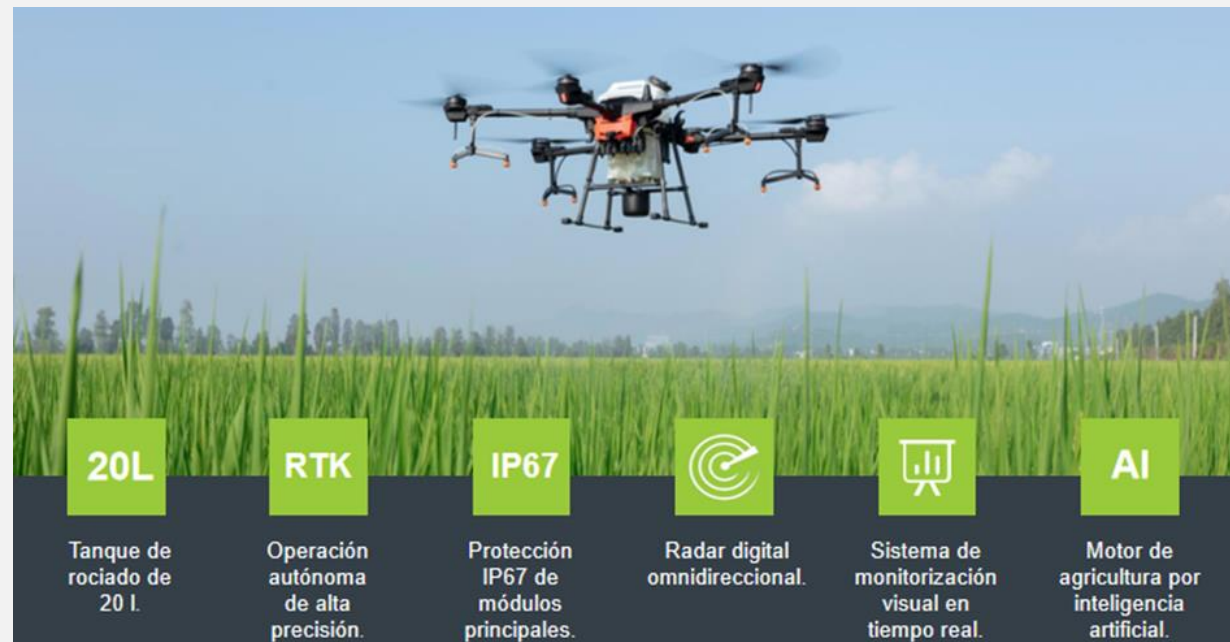 20L
RTK
IP67
AI
Tanque de
rociado de
20 l.
Operación
autónoma
de alta
precisión.
Protección
IP67 de
módulos
principales.
Radar digital
omnidireccional.
Sistema de
monitorización
visual en
tiempo real.
Motor de
agricultura por
inteligencia
artificial.